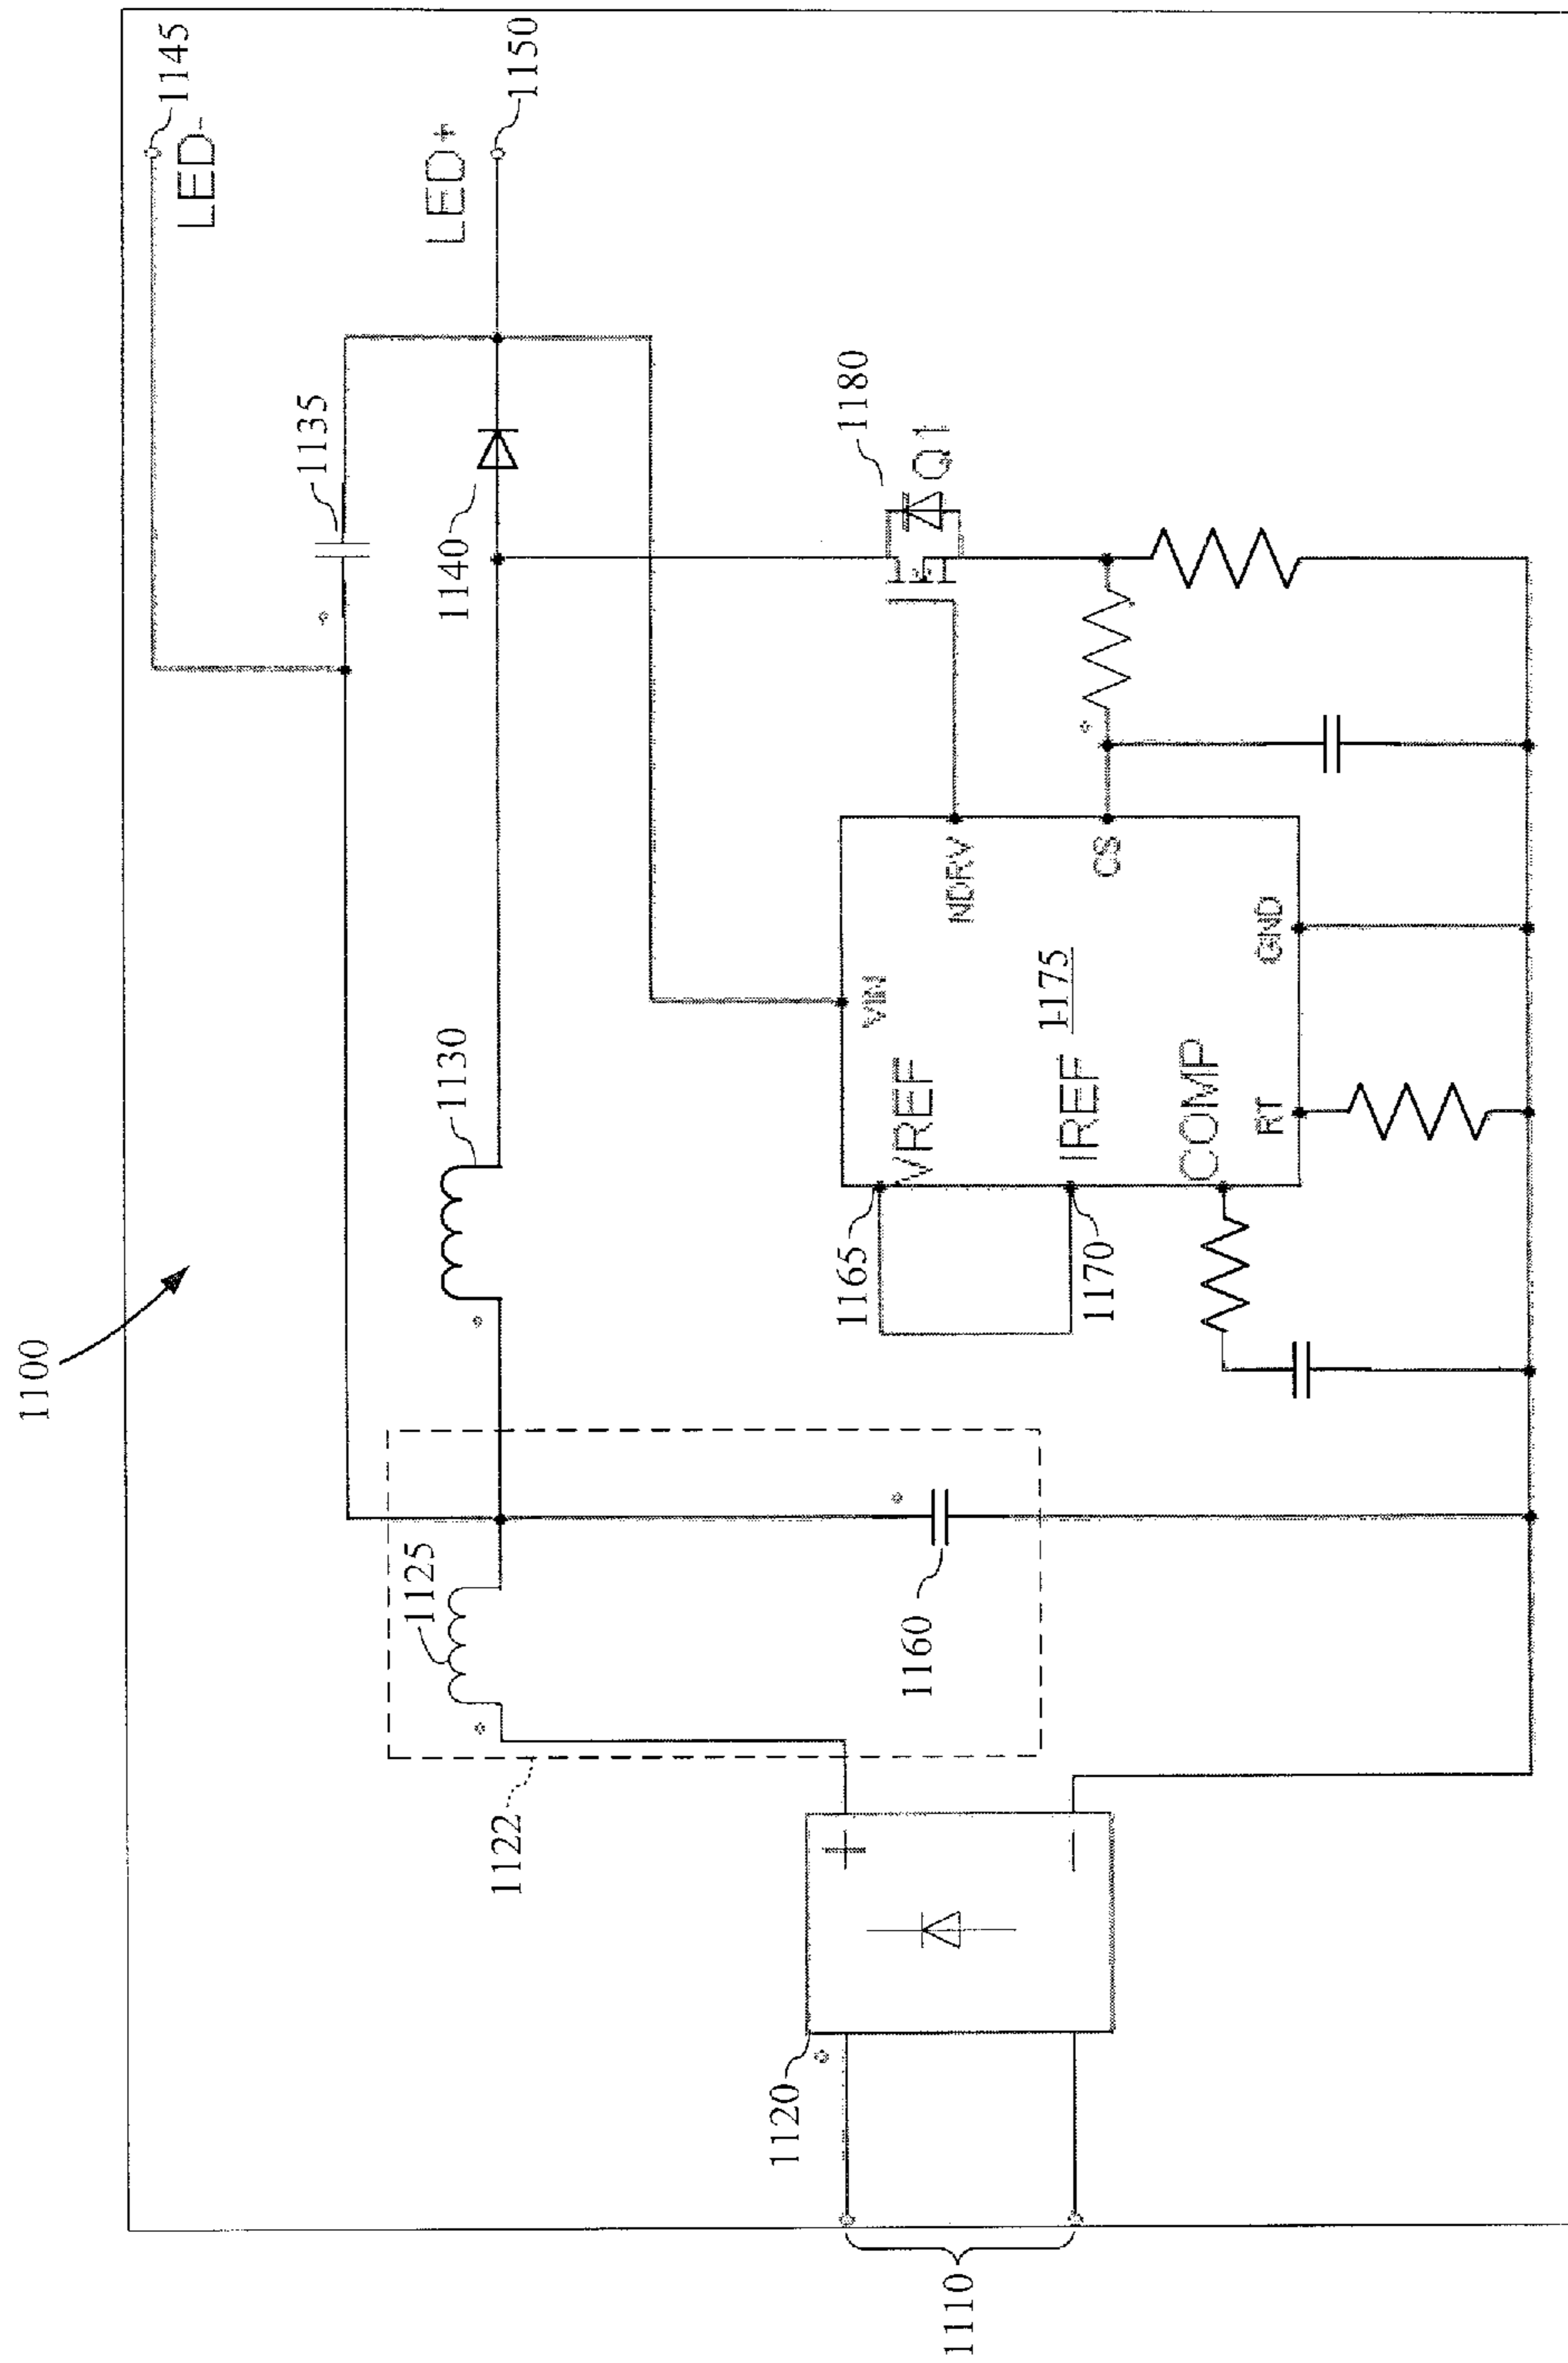 1100
1145
LED-
LED+
1150
1135
1140
1180
Q1
1130
1125
1122
1160
VIN
NDRV
VREF
1175
CS
IREF
COMP
RT
GND
1165
1170
1120
+
-
1110